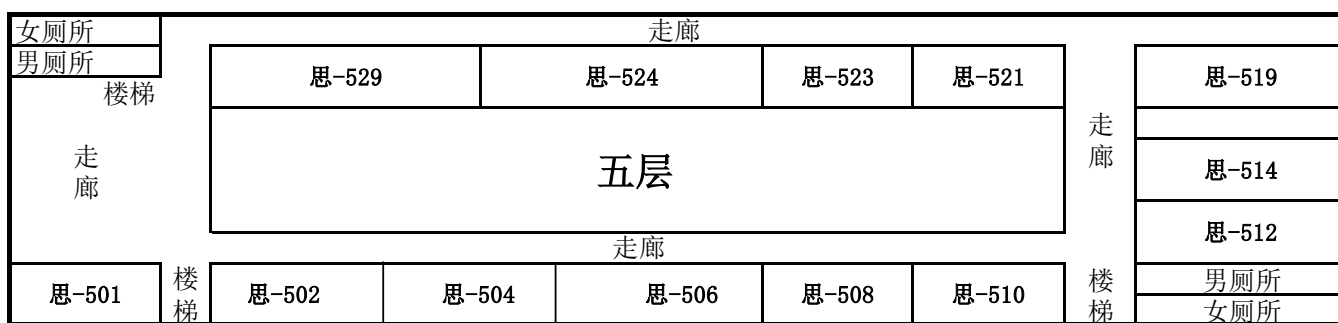 女厕所
走廊
男厕所
思-529
思-524
思-523
思-521
思-519
楼梯
走廊
走廊
五层
思-514
思-512
走廊
思-501
楼梯
思-502
思-504
思-506
思-508
思-510
楼梯
男厕所
女厕所